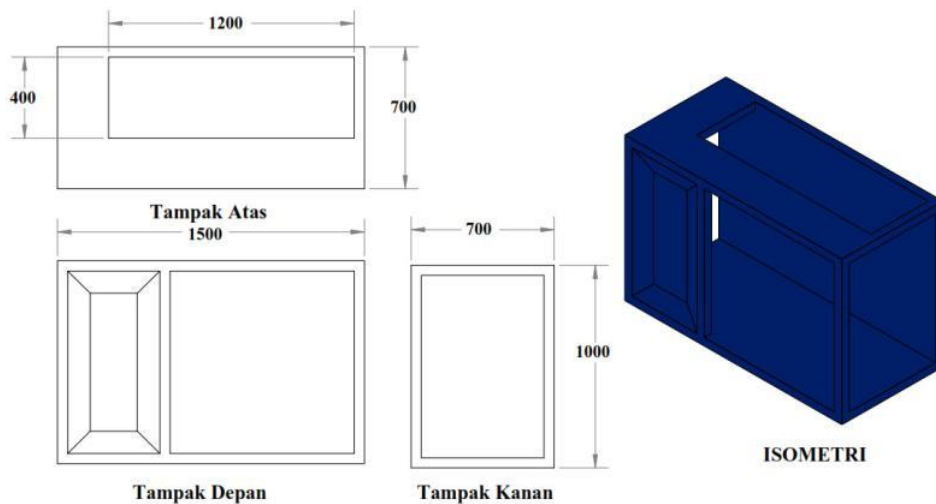 1200
400
700
Tampak Atas
1500
700
1000
ISOMETRI
Tampak Depan
Tampak Kanan